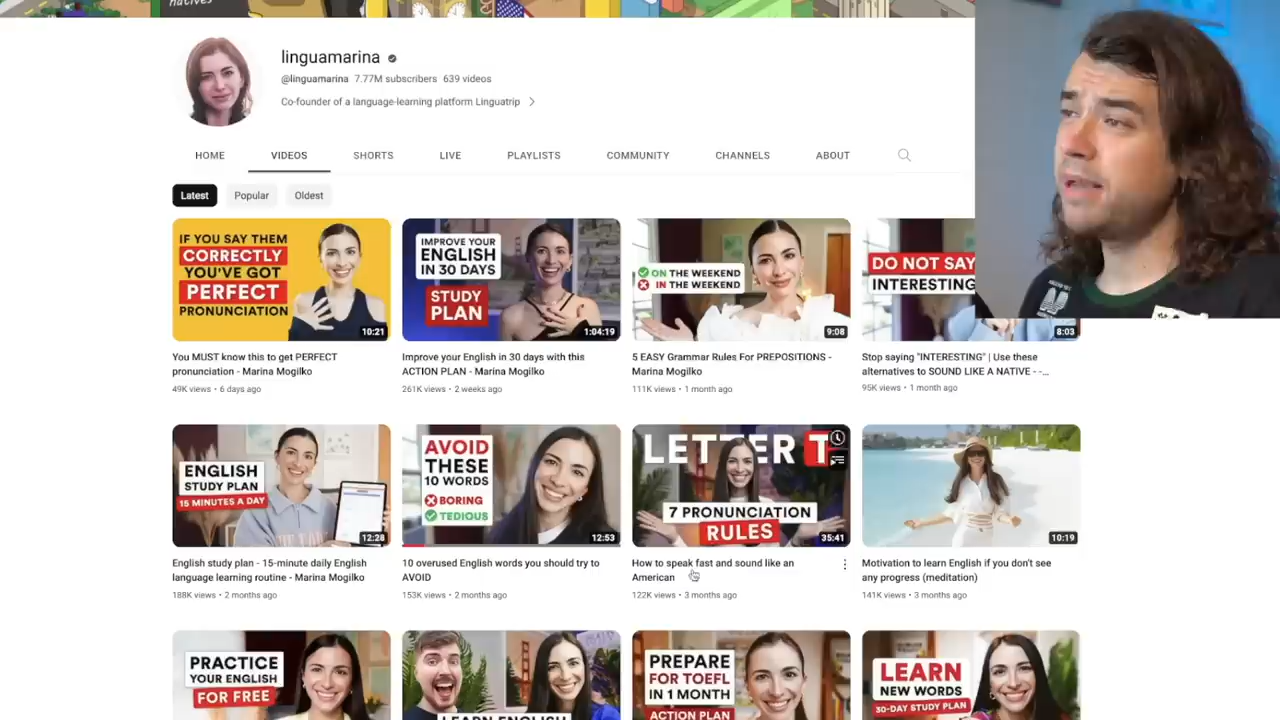 natives
linguamarina
@linguamarina 7.77M subscribers 639 videos
Co-founder of a language-learning platform Linguatrip
HOME VIDEOS SHORTS LIVE PLAYLISTS COMMUNITY CHANNELS ABOUT
Latest Popular Oldest
IF YOU SAY THEM
CORRECTLY
YOU'VE GOT
PERFECT
PRONUNCIATION
10:21
IMPROVE YOUR
ENGLISH
IN 30 DAYS
STUDY
PLAN
1:04:19
ON THE WEEKEND
IN THE WEEKEND
9:08
DO NOT SAY
INTERESTING
8:03
You MUST know this to get PERFECT
pronunciation - Marina Mogilko
49K views • 6 days ago
Improve your English in 30 days with this
ACTION PLAN - Marina Mogilko
261K views • 2 weeks ago
5 EASY Grammar Rules For PREPOSITIONS -
Marina Mogilko
111K views • 1 month ago
Stop saying "INTERESTING" | Use these
alternatives to SOUND LIKE A NATIVE - -...
95K views • 1 month ago
ENGLISH
STUDY PLAN
15 MINUTES A DAY
12:28
AVOID
THESE
10 WORDS
BORING
TEDIOUS
12:53
LETTER T
7 PRONUNCIATION
RULES
35:41
10:19
English study plan - 15-minute daily English
language learning routine - Marina Mogilko
188K views • 2 months ago
10 overused English words you should try to
AVOID
153K views • 2 months ago
How to speak fast and sound like an
American
122K views • 3 months ago
Motivation to learn English if you don't see
any progress (meditation)
141K views • 3 months ago
PRACTICE
YOUR ENGLISH
FOR FREE
LEARN ENGLISH
PREPARE
FOR TOEFL
IN 1 MONTH
ACTION PLAN
LEARN
NEW WORDS
30-DAY STUDY PLAN